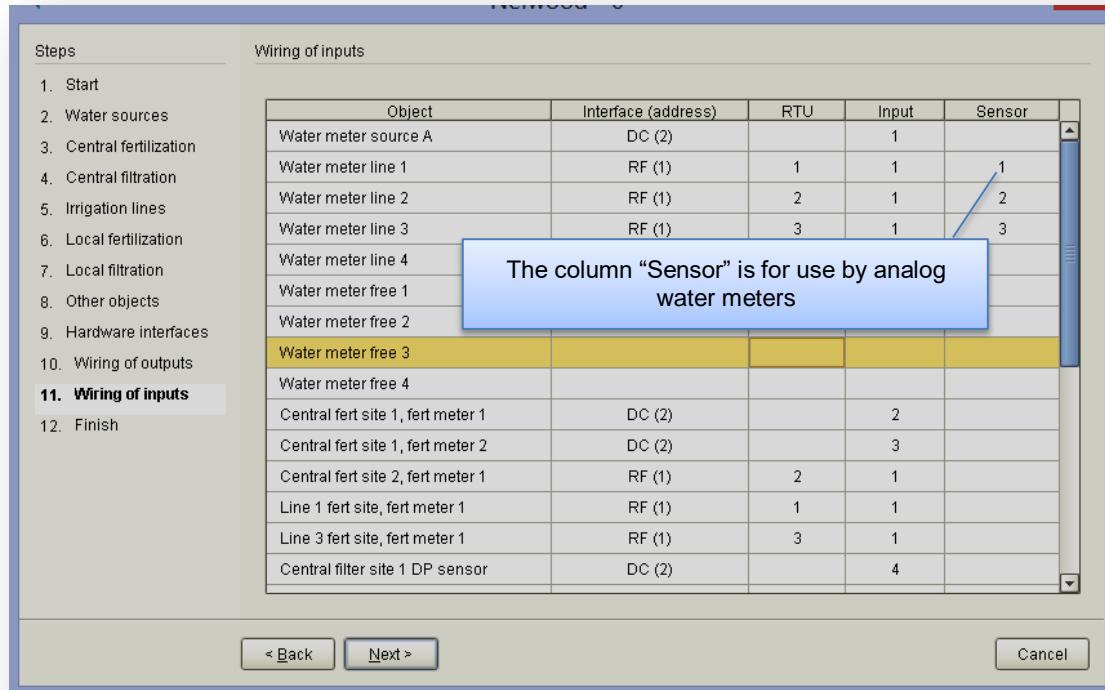 Steps
1. Start
2. Water sources
3. Central fertilization
4. Central filtration
5. Irrigation lines
6. Local fertilization
7. Local filtration
8. Other objects
9. Hardware interfaces
10. Wiring of outputs
11. Wiring of inputs
12. Finish
Wiring of inputs
Object Interface (address) RTU Input Sensor
Water meter source A DC (2) 1
Water meter line 1 RF (1) 1 1 1
Water meter line 2 RF (1) 2 1 2
Water meter line 3 RF (1) 3 1 3
Water meter line 4
Water meter free 1
Water meter free 2
The column “Sensor” is for use by analog
water meters
Water meter free 3
Water meter free 4
Central fert site 1, fert meter 1 DC (2) 2
Central fert site 1, fert meter 2 DC (2) 3
Central fert site 2, fert meter 1 RF (1) 2 1
Line 1 fert site, fert meter 1 RF (1) 1 1
Line 3 fert site, fert meter 1 RF (1) 3 1
Central filter site 1 DP sensor DC (2) 4
< Back Next > Cancel